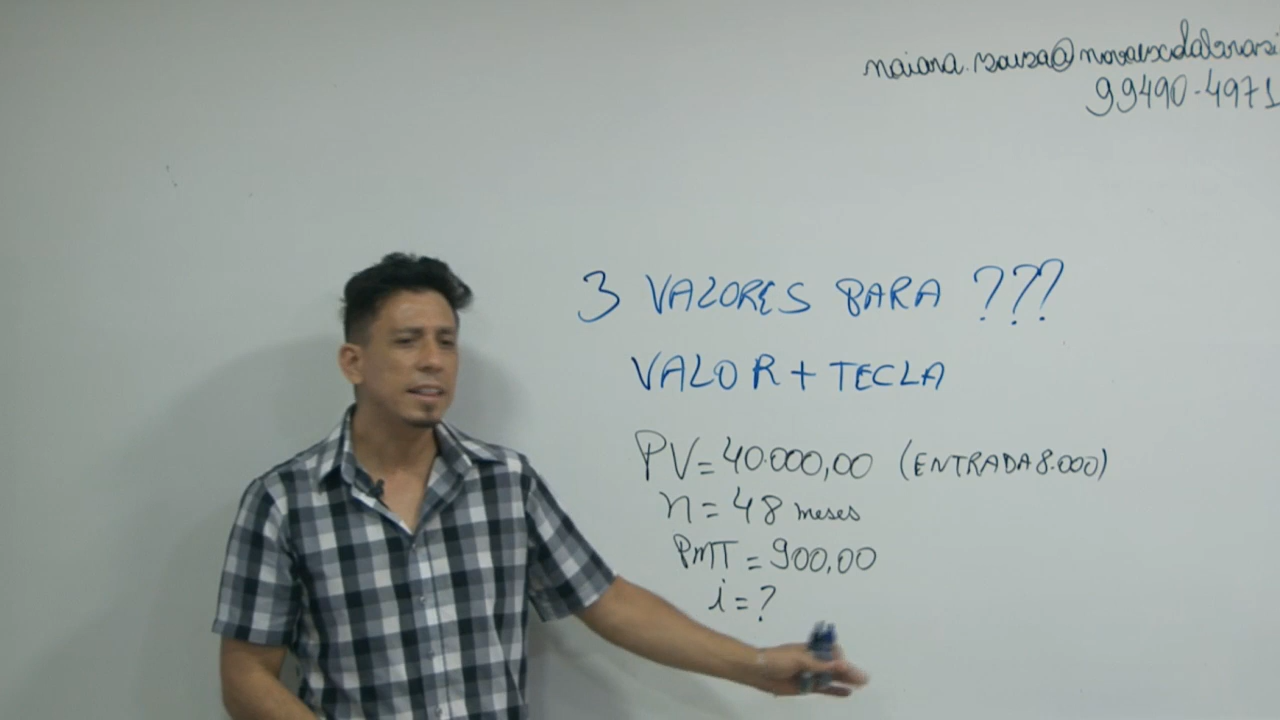 99490-4971
3 VALORES PARA ???
VALOR + TECLA
PV = 40.000,00 (ENTRADA 8.000)
n = 48 meses
PMT = 900,00
i = ?